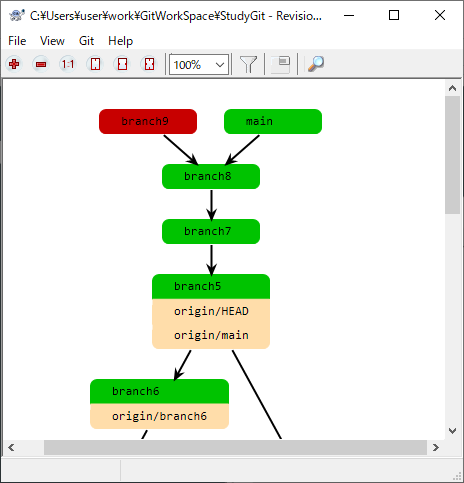 C:¥Users¥user¥work¥GitWorkSpace¥StudyGit - Revisio...
File View Git Help
1:1 100%
branch9 main
branch8
branch7
branch5
origin/HEAD
origin/main
branch6
origin/branch6